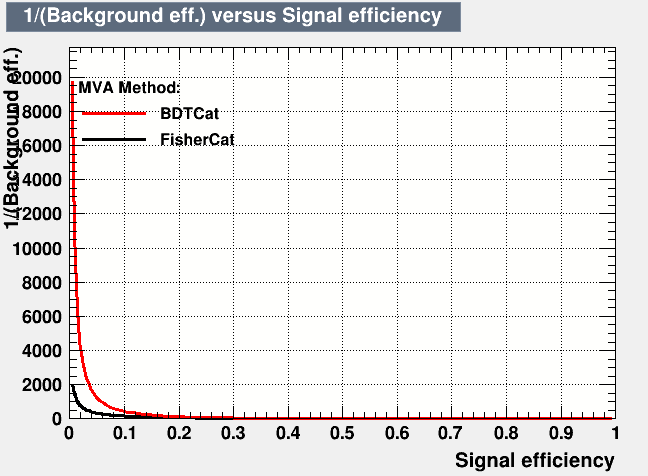 1/(Background eff.) versus Signal efficiency
1/(Background eff.)
20000
18000
16000
14000
12000
10000
8000
6000
4000
2000
0
MVA Method:
BDTCat
FisherCat
0 0.1 0.2 0.3 0.4 0.5 0.6 0.7 0.8 0.9 1
Signal efficiency